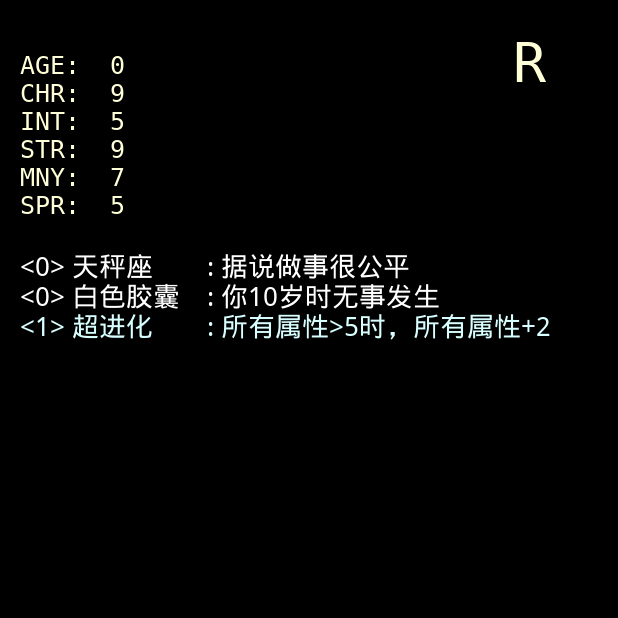 R
AGE: 0
CHR: 9
INT: 5
STR: 9
MNY: 7
SPR: 5
<0> 天秤座 : 据说做事很公平
<0> 白色胶囊 : 你10岁时无事发生
<1> 超进化 : 所有属性>5时，所有属性+2